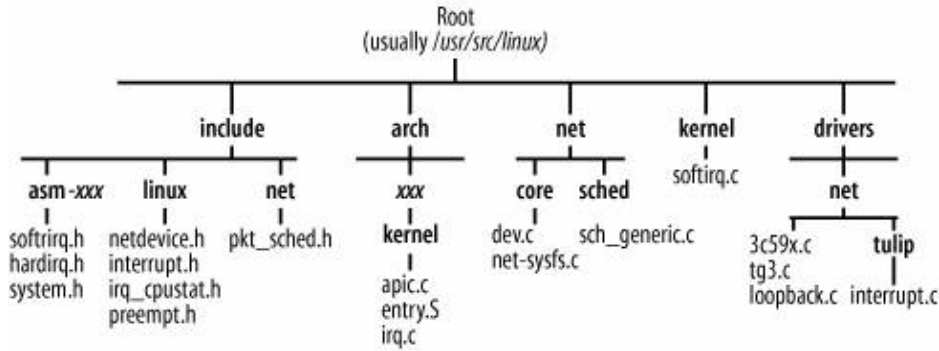 Root
(usually /usr/src/linux)
include arch net kernel drivers
asm-xxx linux net xxx core sched softirq.c net
softrirq.h netdevice.h pkt_sched.h kernel dev.c sch_generic.c 3c59x.c tulip
hardirq.h interrupt.h net-sysfs.c tg3.c
system.h irq_cpustat.h apic.c loopback.c interrupt.c
preempt.h entry.S
irq.c